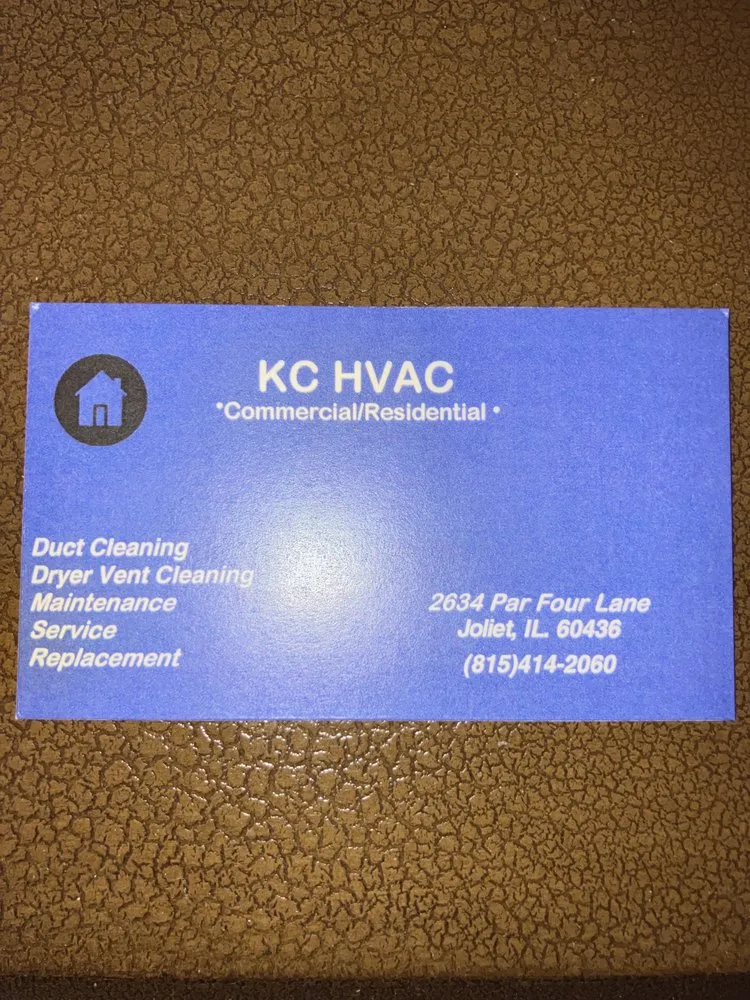 KC HVAC
•Commercial/Residential •
Duct Cleaning
Dryer Vent Cleaning
Maintenance
Service
Replacement
2634 Par Four Lane
Joliet, IL. 60436
(815)414-2060